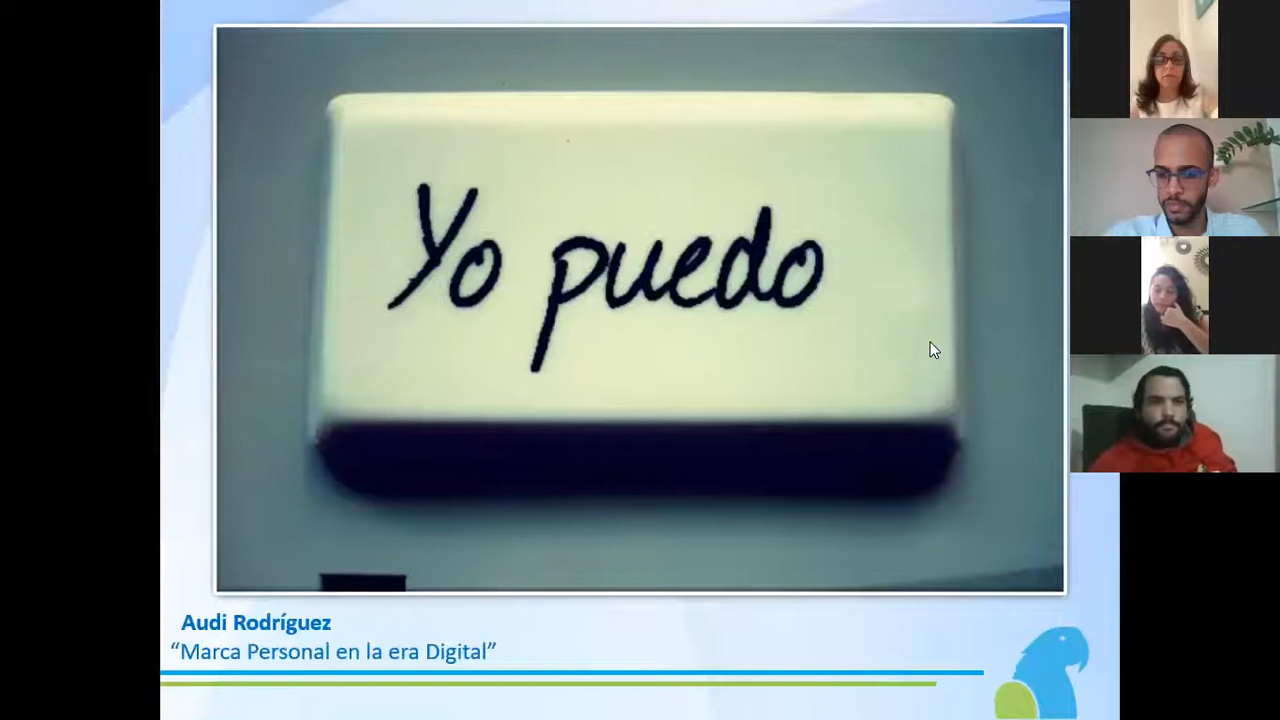 Yo puedo
Audi Rodríguez
“Marca Personal en la era Digital”